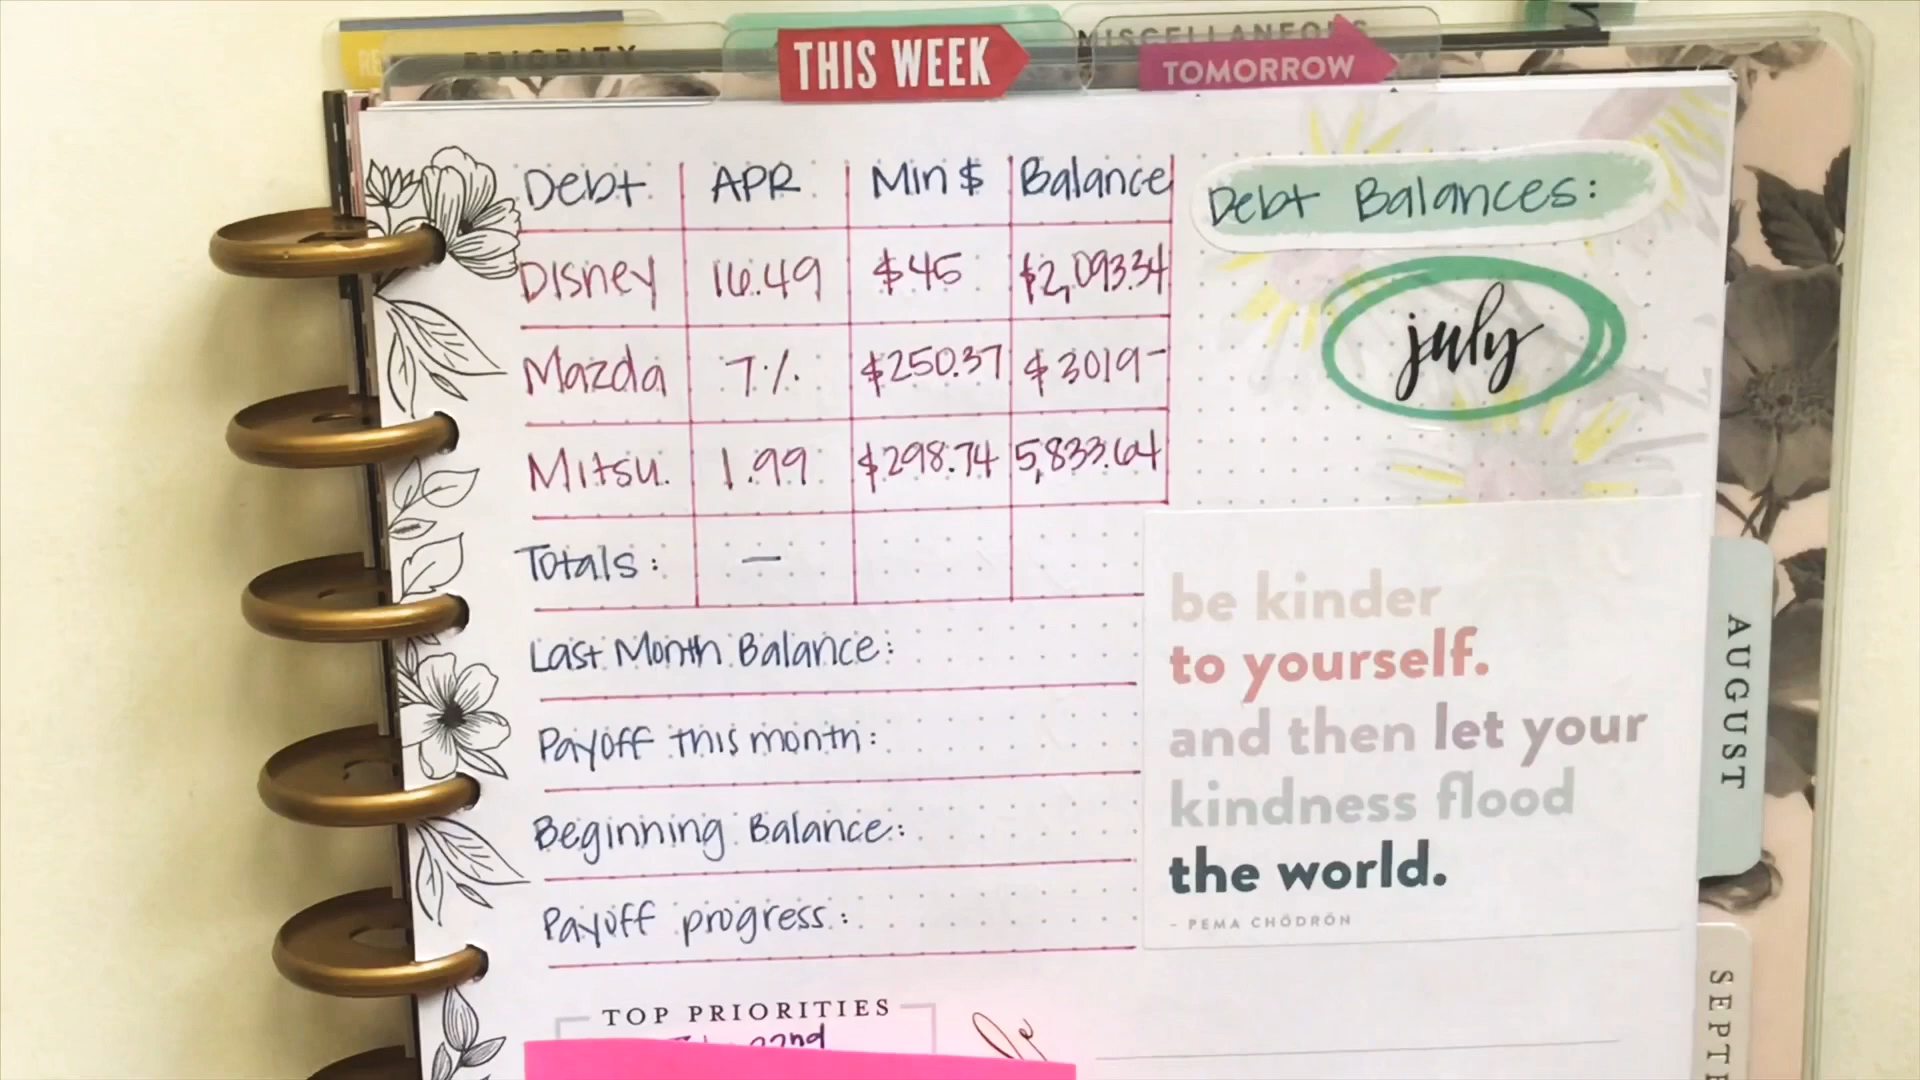 PRIORITY
THIS WEEK
MISCELLANEOUS
TOMORROW
Debt APR Min $ Balance
Disney 16.49 $45 $2,093.34
Mazda 7% $250.37 $3019-
Mitsu. 1.99 $298.74 5,833.64
Totals: —
Last Month Balance:
Payoff this month:
Beginning Balance:
Payoff progress:
Debt Balances:
july
be kinder
to yourself.
and then let your
kindness flood
the world.
- PEMA CHÖDRÖN
AUGUST
TOP PRIORITIES
22nd